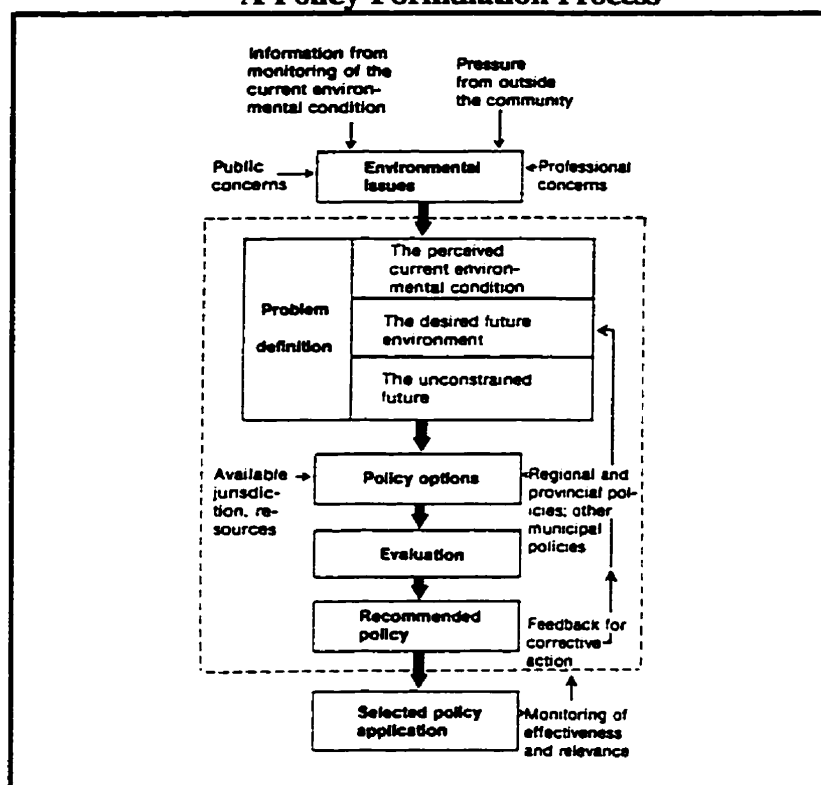 A Policy Formulation Process
Information from
monitoring of the
current environ-
mental condition
Pressure
from outside
the community
Public
concerns
Environmental
issues
Professional
concerns
Problem
definition
The perceived
current environ-
mental condition
The desired future
environment
The unconstrained
future
Available
jurisdic-
tion, re-
sources
Policy options
Regional and
provincial pol-
icies; other
municipal
policies
Evaluation
Recommended
policy
Feedback for
corrective
action
Selected policy
application
Monitoring of
effectiveness
and relevance